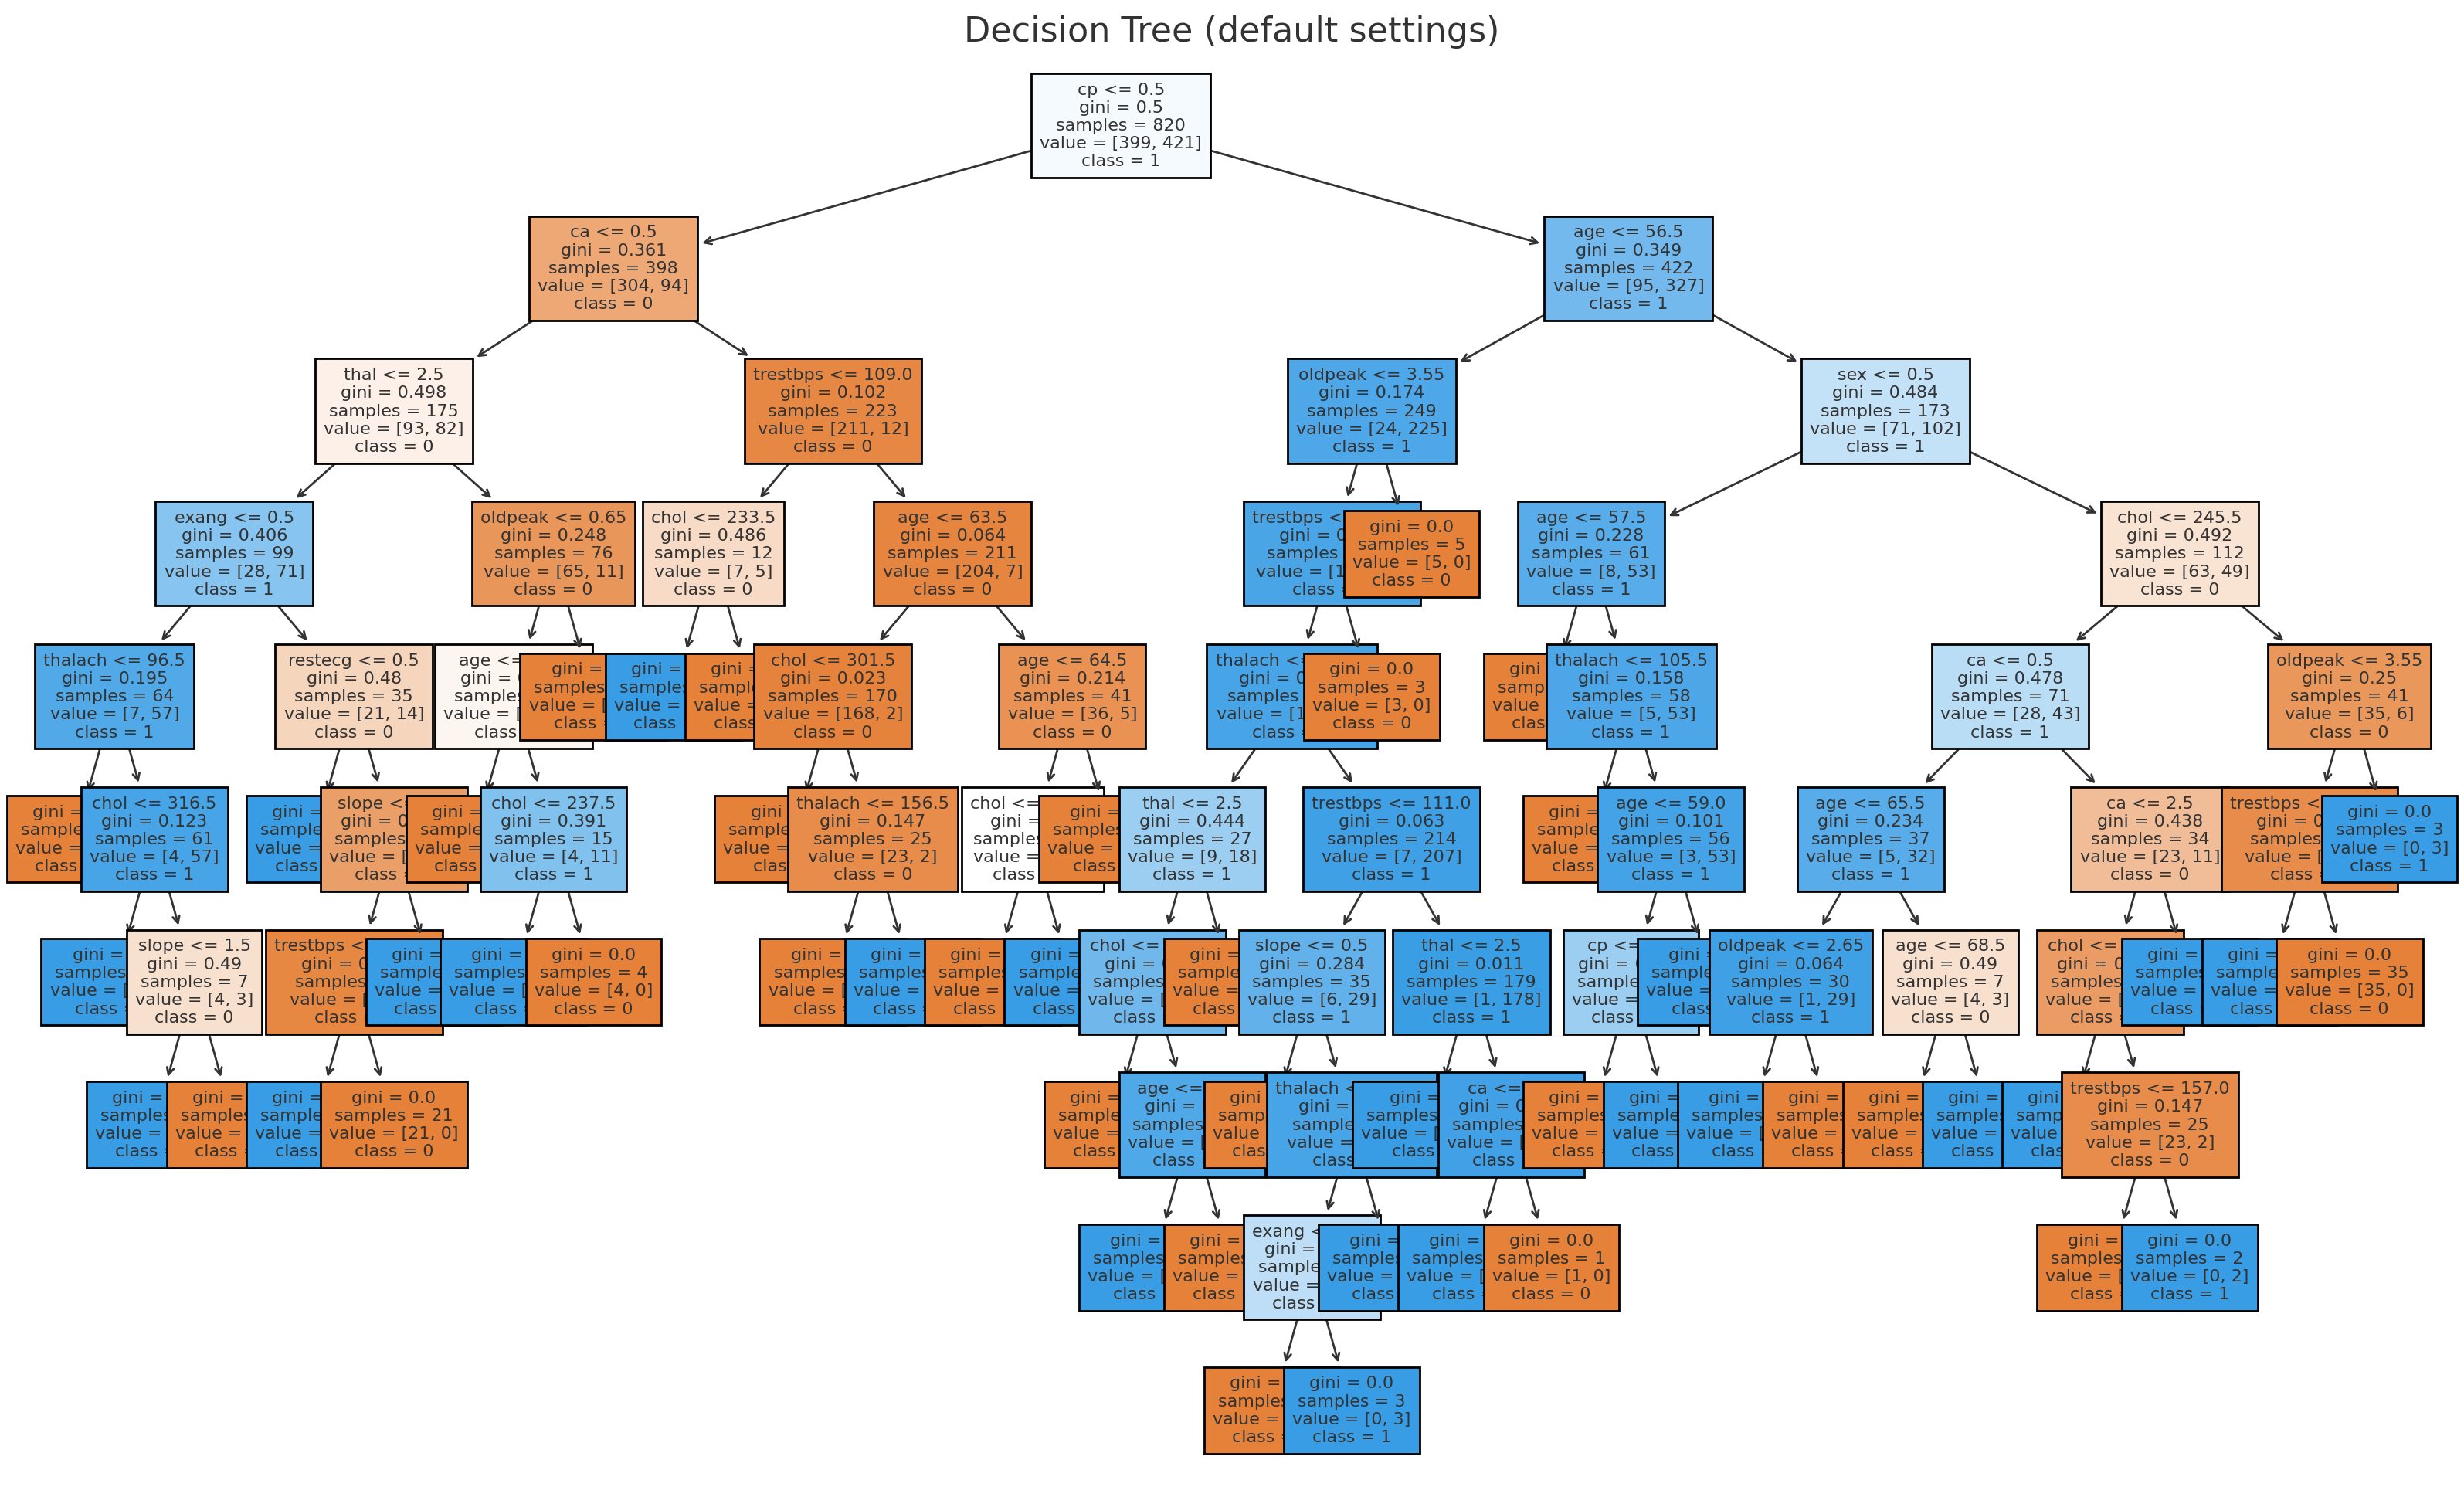 Decision Tree (default settings)
cp <= 0.5
gini = 0.5
samples = 820
value = [399, 421]
class = 1
ca <= 0.5
gini = 0.361
samples = 398
value = [304, 94]
class = 0
age <= 56.5
gini = 0.349
samples = 422
value = [95, 327]
class = 1
thal <= 2.5
gini = 0.498
samples = 175
value = [93, 82]
class = 0
trestbps <= 109.0
gini = 0.102
samples = 223
value = [211, 12]
class = 0
oldpeak <= 3.55
gini = 0.174
samples = 249
value = [24, 225]
class = 1
sex <= 0.5
gini = 0.484
samples = 173
value = [71, 102]
class = 1
exang <= 0.5
gini = 0.406
samples = 99
value = [28, 71]
class = 1
oldpeak <= 0.65
gini = 0.248
samples = 76
value = [65, 11]
class = 0
chol <= 233.5
gini = 0.486
samples = 12
value = [7, 5]
class = 0
age <= 63.5
gini = 0.064
samples = 211
value = [204, 7]
class = 0
trestbps
gini =
samples
value =
class
gini = 0.0
samples = 5
value = [5, 0]
class = 0
age <= 57.5
gini = 0.228
samples = 61
value = [8, 53]
class = 1
chol <= 245.5
gini = 0.492
samples = 112
value = [63, 49]
class = 0
thalach <= 96.5
gini = 0.195
samples = 64
value = [7, 57]
class = 1
restecg <= 0.5
gini = 0.48
samples = 35
value = [21, 14]
class = 0
age <=
gini =
samples
value =
class
gini =
samples
value =
class
gini =
samples
value =
class
gini =
value =
class
chol <= 301.5
gini = 0.023
samples = 170
value = [168, 2]
class = 0
age <= 64.5
gini = 0.214
samples = 41
value = [36, 5]
class = 0
thalach
gini =
samples
value =
class
gini = 0.0
samples = 3
value = [3, 0]
class = 0
gini
value
thalach <= 105.5
gini = 0.158
samples = 58
value = [5, 53]
class = 1
ca <= 0.5
gini = 0.478
samples = 71
value = [28, 43]
class = 1
oldpeak <= 3.55
gini = 0.25
samples = 41
value = [35, 6]
class = 0
gini =
value =
class
chol <= 316.5
gini = 0.123
samples = 61
value = [4, 57]
class = 1
gini =
samples
value =
class
slope
gini =
samples
value =
class
gini =
value =
class
chol <= 237.5
gini = 0.391
samples = 15
value = [4, 11]
class = 1
gini
value =
class
thalach <= 156.5
gini = 0.147
samples = 25
value = [23, 2]
class = 0
chol <=
gini =
value =
class
gini =
samples
value =
class
thal <= 2.5
gini = 0.444
samples = 27
value = [9, 18]
class = 1
trestbps <= 111.0
gini = 0.063
samples = 214
value = [7, 207]
class = 1
gini =
value =
class
age <= 59.0
gini = 0.101
samples = 56
value = [3, 53]
class = 1
age <= 65.5
gini = 0.234
samples = 37
value = [5, 32]
class = 1
ca <= 2.5
gini = 0.438
samples = 34
value = [23, 11]
class = 0
trestbps
gini =
samples
value =
class
gini = 0.0
samples = 3
value = [0, 3]
class = 1
gini =
samples
value =
class
slope <= 1.5
gini = 0.49
samples = 7
value = [4, 3]
class = 0
trestbps
gini =
samples
value =
class
gini =
value =
class
gini =
samples
value =
class
gini = 0.0
samples = 4
value = [4, 0]
class = 0
gini =
samples
value =
class
gini =
samples
value =
class
gini =
samples
value =
class
gini =
value =
class
chol <=
gini =
samples
value =
class
gini =
value =
class
slope <= 0.5
gini = 0.284
samples = 35
value = [6, 29]
class = 1
thal <= 2.5
gini = 0.011
samples = 179
value = [1, 178]
class = 1
cp <=
gini =
value =
class
gini
value =
oldpeak <= 2.65
gini = 0.064
samples = 30
value = [1, 29]
class = 1
age <= 68.5
gini = 0.49
samples = 7
value = [4, 3]
class = 0
chol <=
gini =
samples
value =
class
gini =
samples
value =
class
gini =
value =
class
gini = 0.0
samples = 35
value = [35, 0]
class = 0
gini =
samples
value =
class
gini =
value =
class
gini =
value =
class
gini = 0.0
samples = 21
value = [21, 0]
class = 0
gini =
value =
class
age <=
gini =
samples
value =
class
gini
value
thalach
gini =
value =
class
gini =
samples
value =
class
ca <=
gini =
samples
value =
class
gini =
samples
value =
class
gini =
value =
class
gini =
samples
value =
class
gini =
samples
value =
class
gini =
samples
value =
class
gini =
samples
value =
class
gini
value
trestbps <= 157.0
gini = 0.147
samples = 25
value = [23, 2]
class = 0
gini =
samples
value =
class
gini =
samples
value =
class
exang
gini =
value =
class
gini =
samples
value =
class
gini =
samples
value =
class
gini = 0.0
samples = 1
value = [1, 0]
class = 0
gini =
samples
value =
class
gini = 0.0
samples = 2
value = [0, 2]
class = 1
gini =
samples
value =
class
gini = 0.0
samples = 3
value = [0, 3]
class = 1